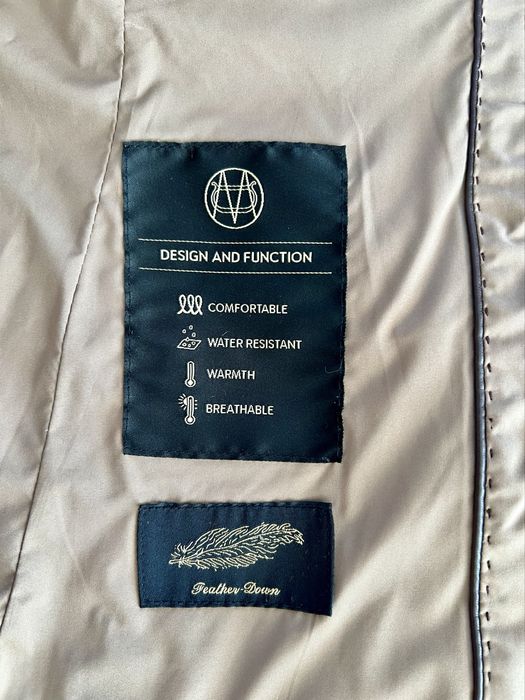 DESIGN AND FUNCTION
COMFORTABLE
WATER RESISTANT
WARMTH
BREATHABLE
Feather-Down